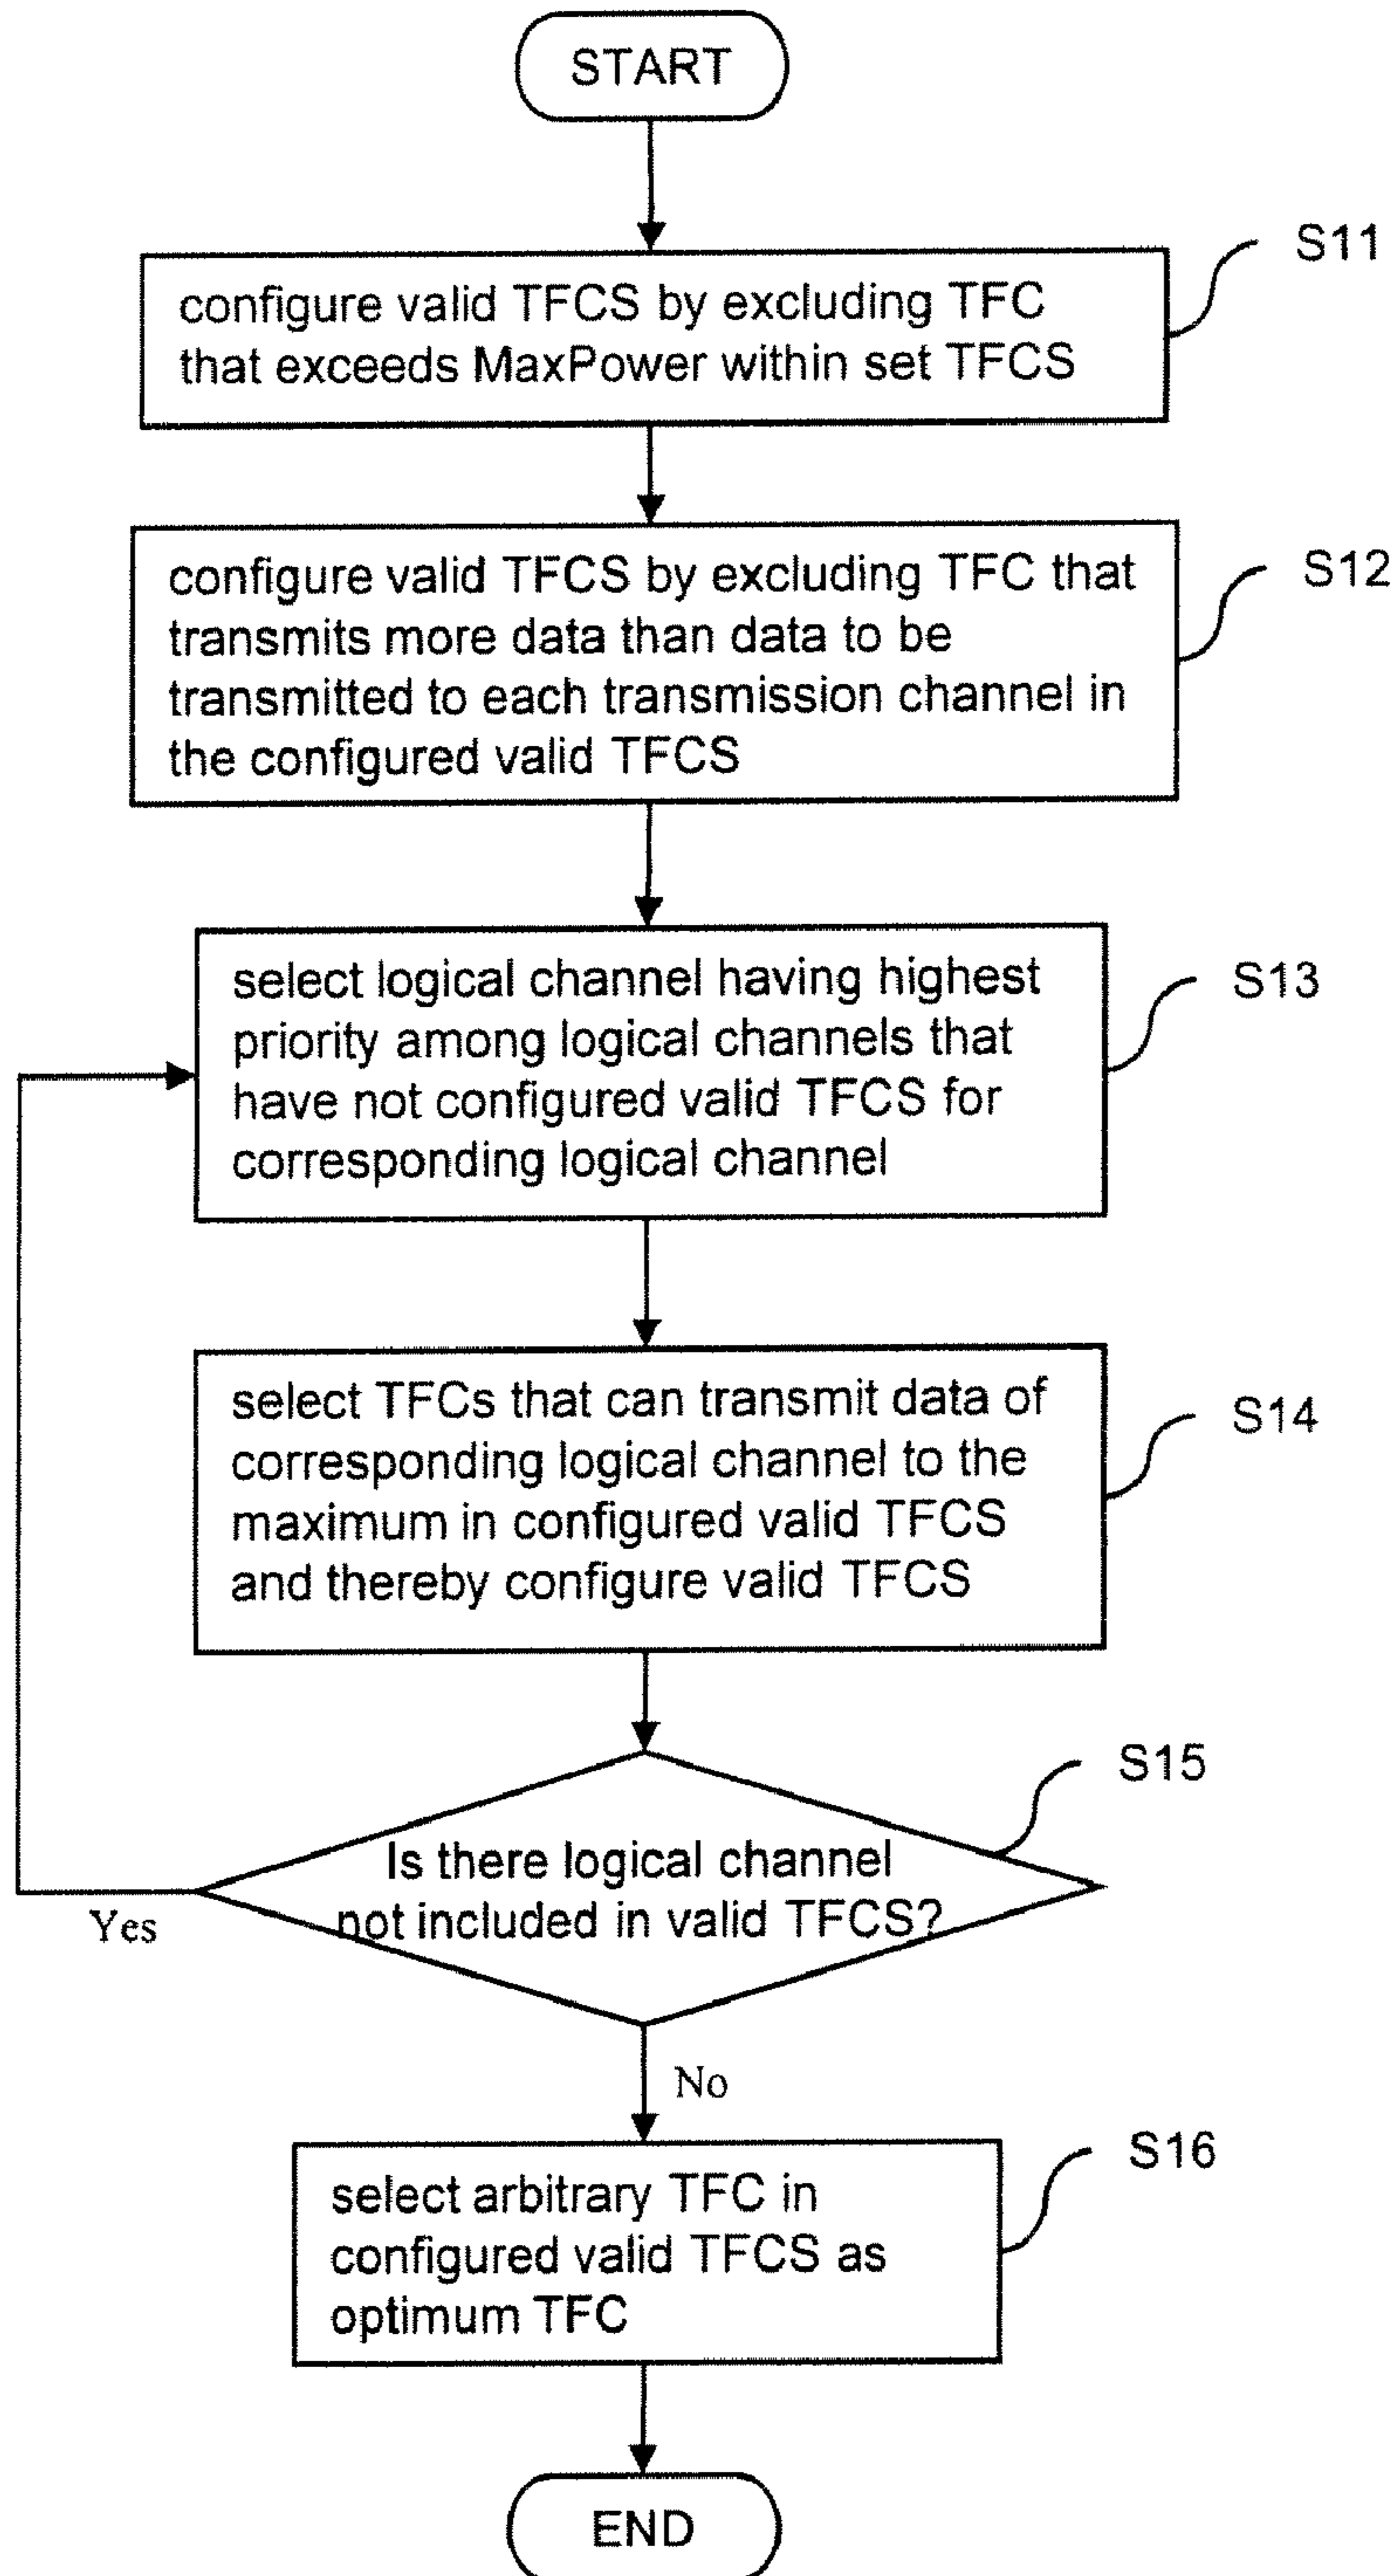 START
S11
configure valid TFCS by excluding TFC
that exceeds MaxPower within set TFCS
S12
configure valid TFCS by excluding TFC that
transmits more data than data to be
transmitted to each transmission channel in
the configured valid TFCS
S13
select logical channel having highest
priority among logical channels that
have not configured valid TFCS for
corresponding logical channel
S14
select TFCs that can transmit data of
corresponding logical channel to the
maximum in configured valid TFCS
and thereby configure valid TFCS
S15
Is there logical channel
not included in valid TFCS?
Yes
No
S16
select arbitrary TFC in
configured valid TFCS as
optimum TFC
END